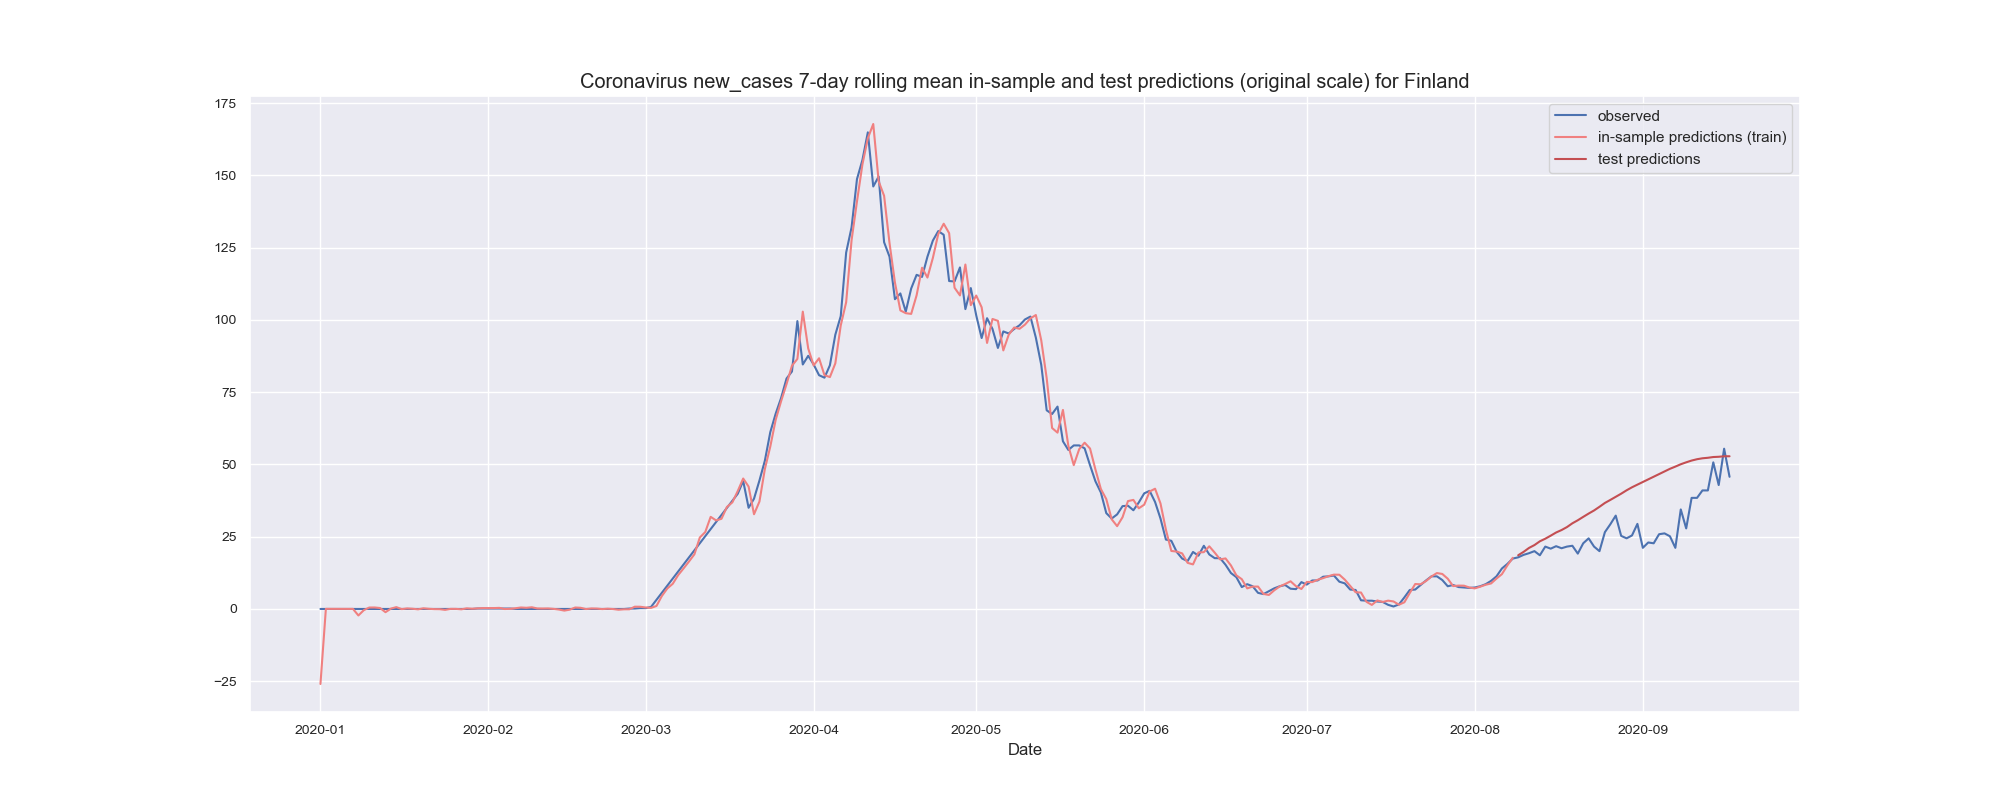 Coronavirus new_cases 7-day rolling mean in-sample and test predictions (original scale) for Finland
175
150
125
100
75
50
25
0
−25
observed
in-sample predictions (train)
test predictions
2020-01 2020-02 2020-03 2020-04 2020-05 2020-06 2020-07 2020-08 2020-09
Date